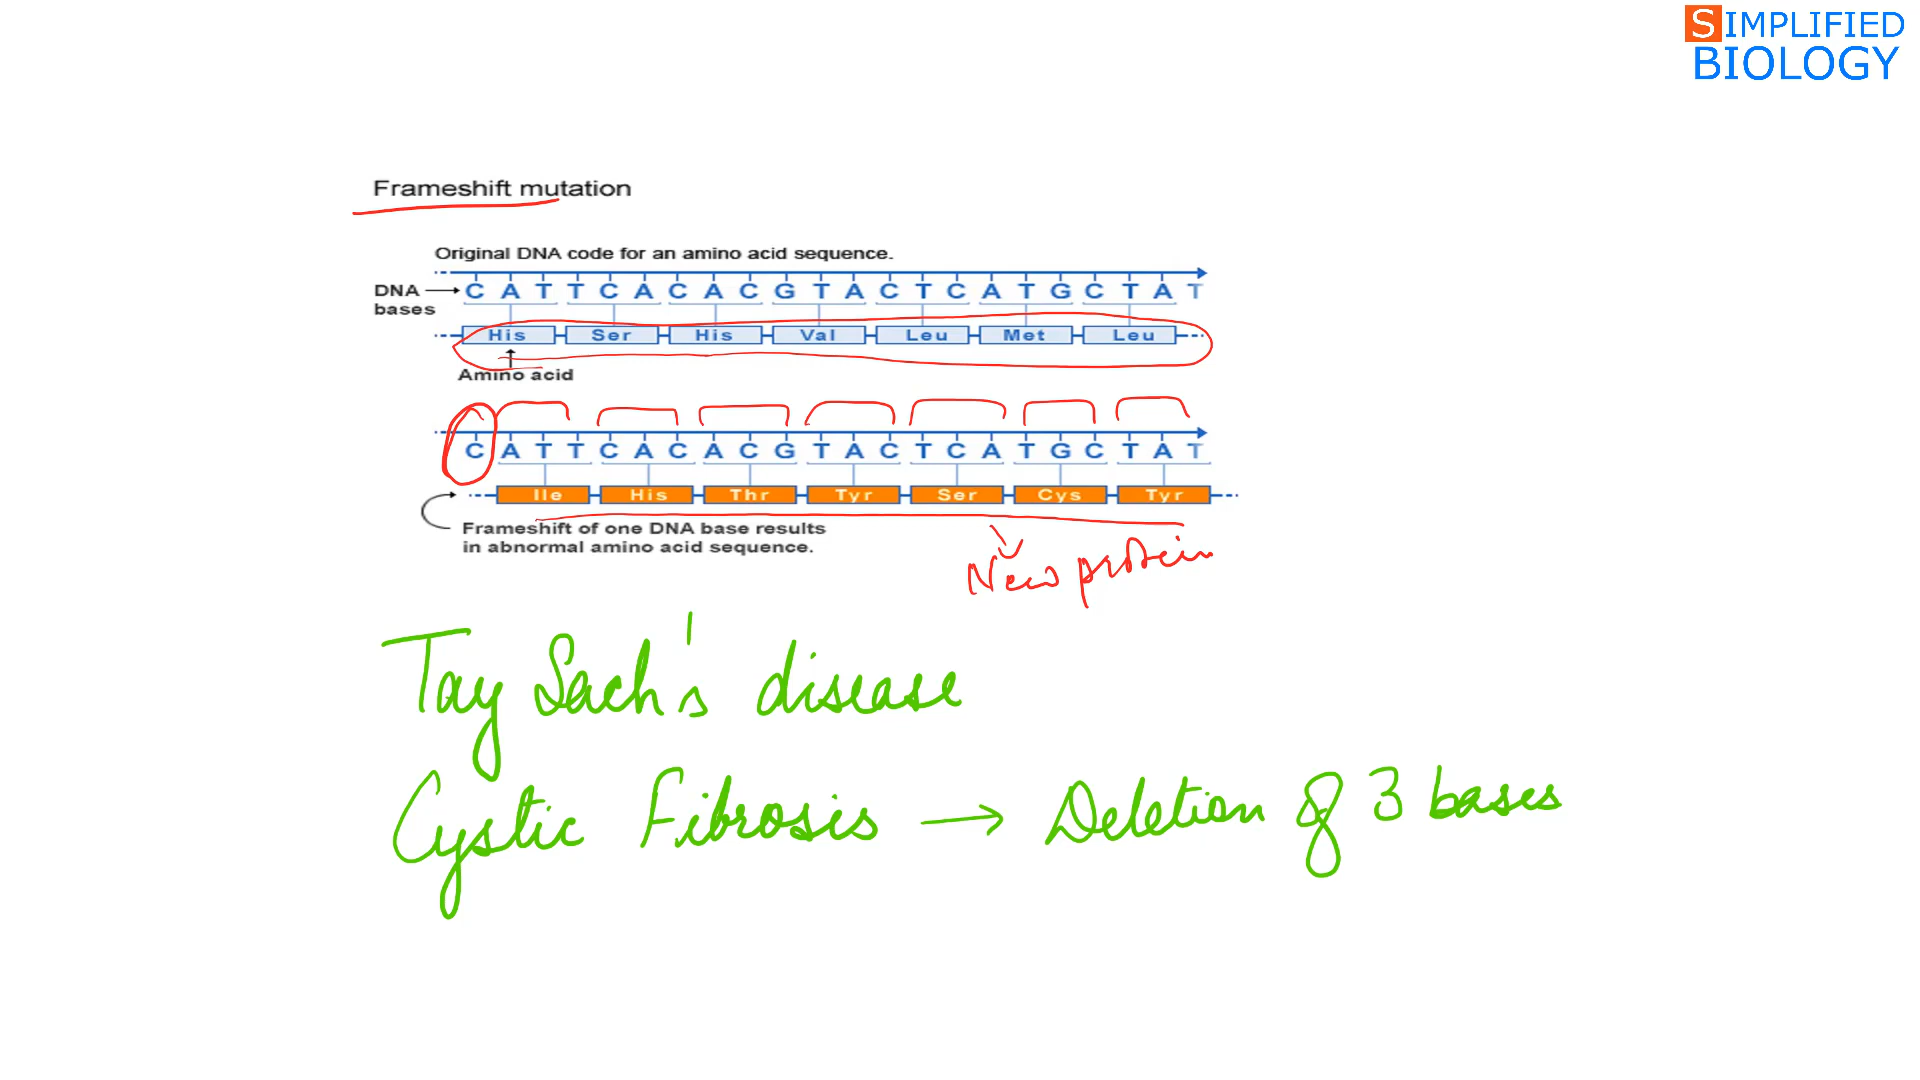 SIMPLIFIED
BIOLOGY
Frameshift mutation
Original DNA code for an amino acid sequence.
DNA bases
C A T T C A C A C G T A C T C A T G C T A T
His Ser His Val Leu Met Leu
Amino acid
C A T T C A C A C G T A C T C A T G C T A T
Ile His Thr Tyr Ser Cys Tyr
Frameshift of one DNA base results
in abnormal amino acid sequence.
New protein
Tay Sach's disease
Cystic Fibrosis → Deletion of 3 bases